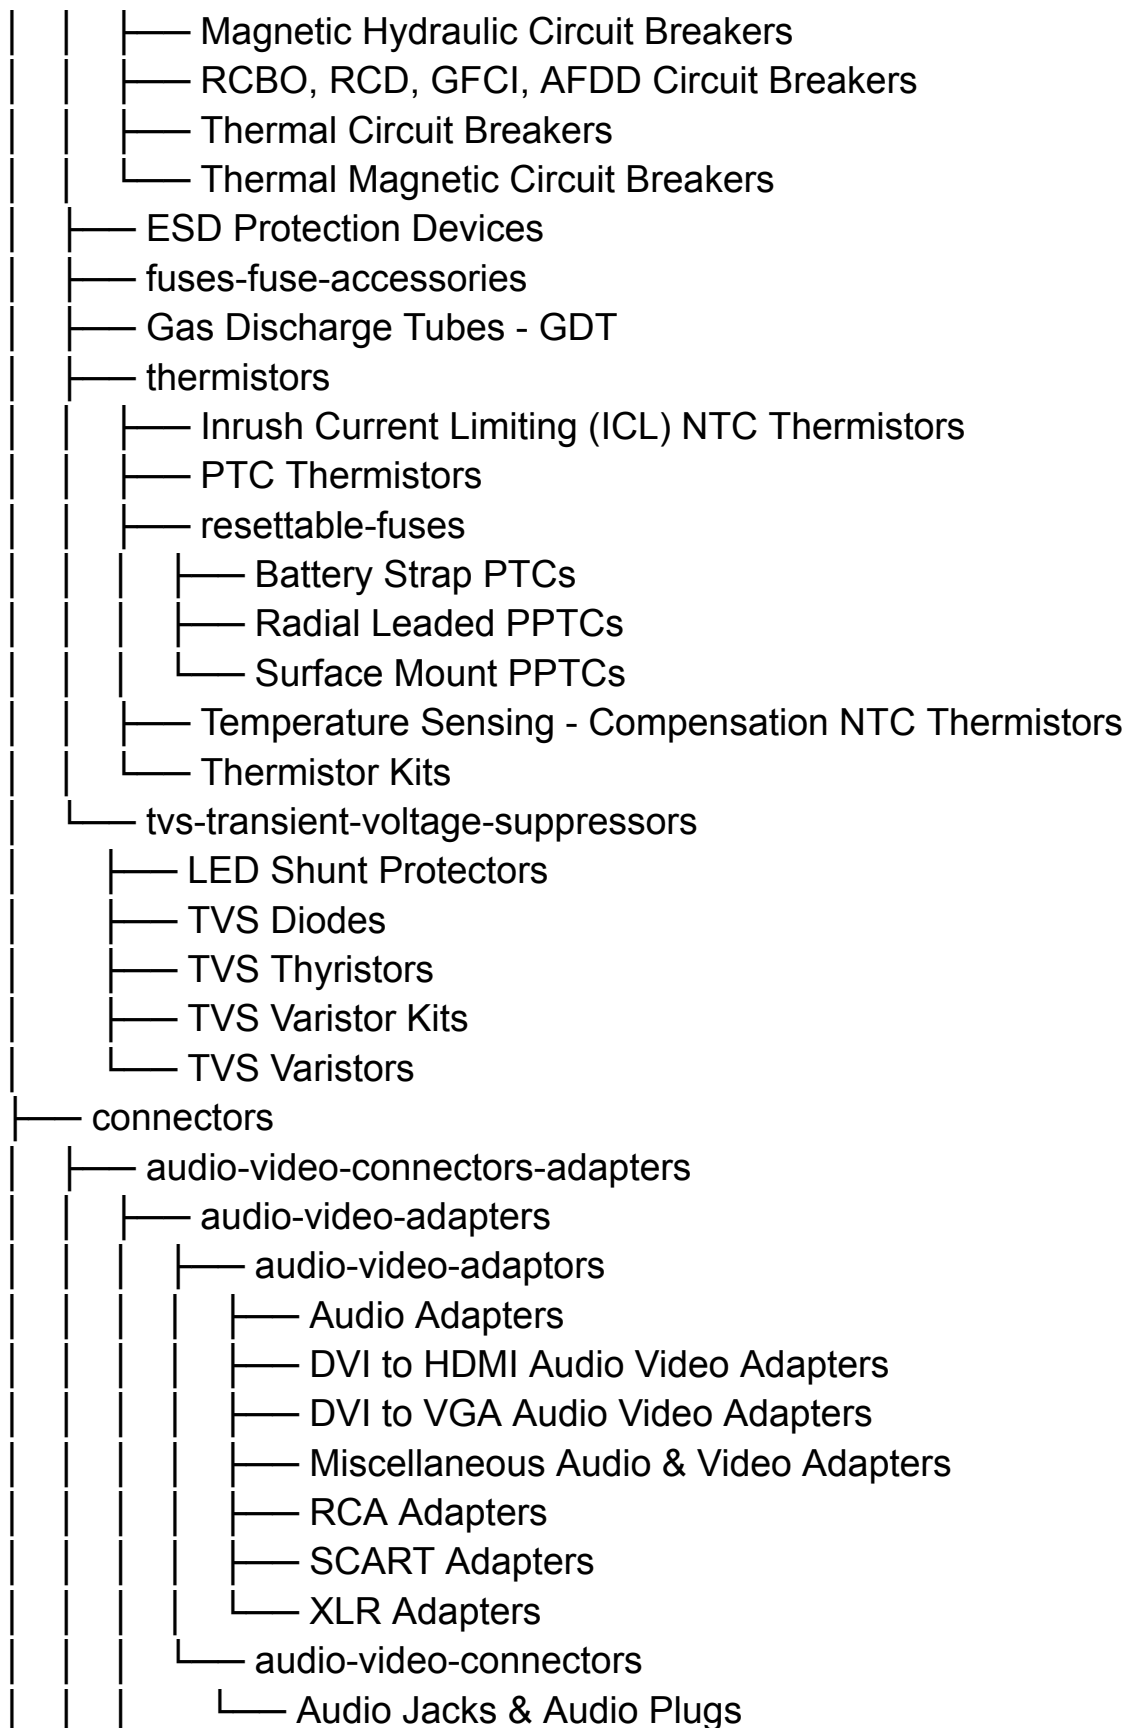 Magnetic Hydraulic Circuit Breakers
RCBO, RCD, GFCI, AFDD Circuit Breakers
Thermal Circuit Breakers
Thermal Magnetic Circuit Breakers
ESD Protection Devices
fuses-fuse-accessories
Gas Discharge Tubes - GDT
thermistors
Inrush Current Limiting (ICL) NTC Thermistors
PTC Thermistors
resettable-fuses
Battery Strap PTCs
Radial Leaded PPTCs
Surface Mount PPTCs
Temperature Sensing - Compensation NTC Thermistors
Thermistor Kits
tvs-transient-voltage-suppressors
LED Shunt Protectors
TVS Diodes
TVS Thyristors
TVS Varistor Kits
TVS Varistors
connectors
audio-video-connectors-adapters
audio-video-adapters
audio-video-adaptors
Audio Adapters
DVI to HDMI Audio Video Adapters
DVI to VGA Audio Video Adapters
Miscellaneous Audio & Video Adapters
RCA Adapters
SCART Adapters
XLR Adapters
audio-video-connectors
Audio Jacks & Audio Plugs